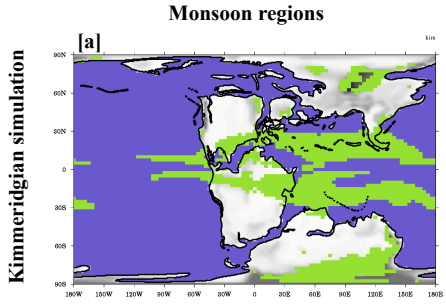 Monsoon regions
[a]
kim
Kimmeridgian simulation
90N
60N
30N
0
30S
60S
90S
180W 150W 120W 90W 60W 30W 0 30E 60E 90E 120E 150E 180E